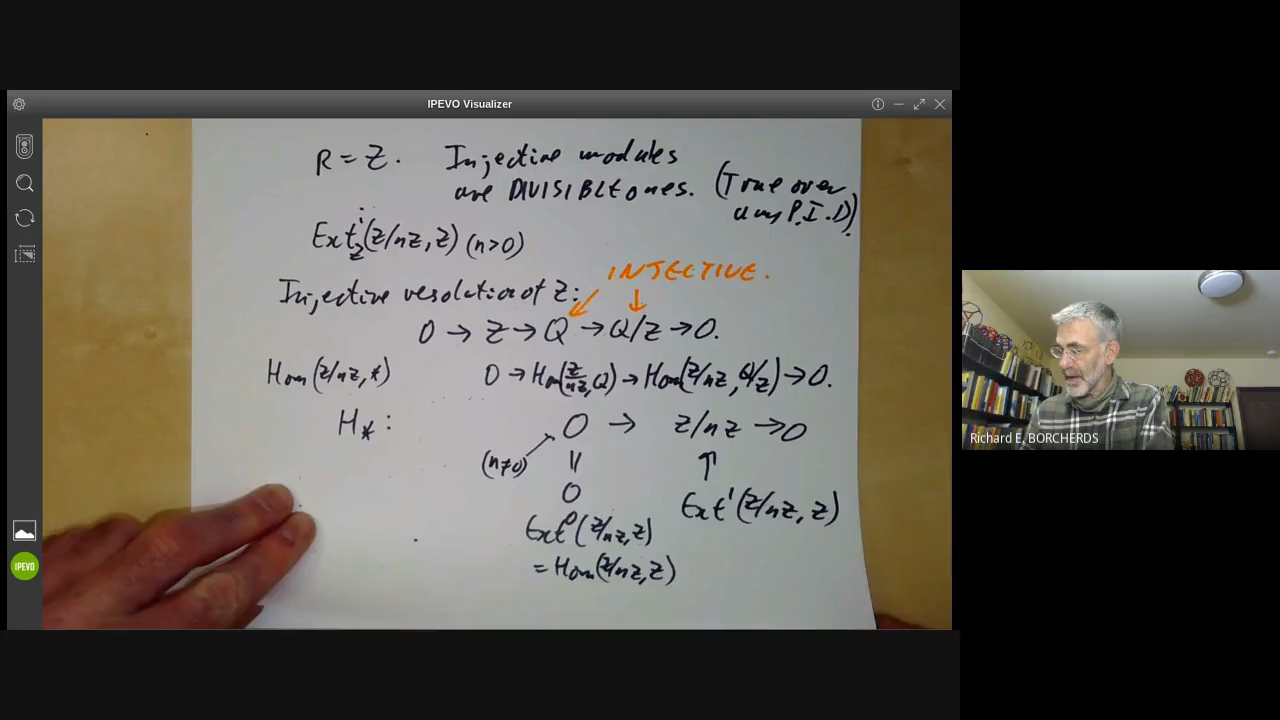 IPEVO Visualizer
R = Z. Injective modules
are DIVISIBLE ones. (True over
any P.I.D).
Ext^i_Z(Z/nZ, Z) (n>0)
INJECTIVE.
Injective resolution of Z:
0 → Z → Q → Q/Z → 0.
Hom(Z/nZ, *) 0 → Hom(Z/nZ, Q) → Hom(Z/nZ, Q/Z) → 0.
H_*: 0 → Z/nZ → 0
(n≠0) || ↑
0 Ext^1(Z/nZ, Z)
Ext^0(Z/nZ, Z)
= Hom(Z/nZ, Z)
IPEVO
Richard E. BORCHERDS